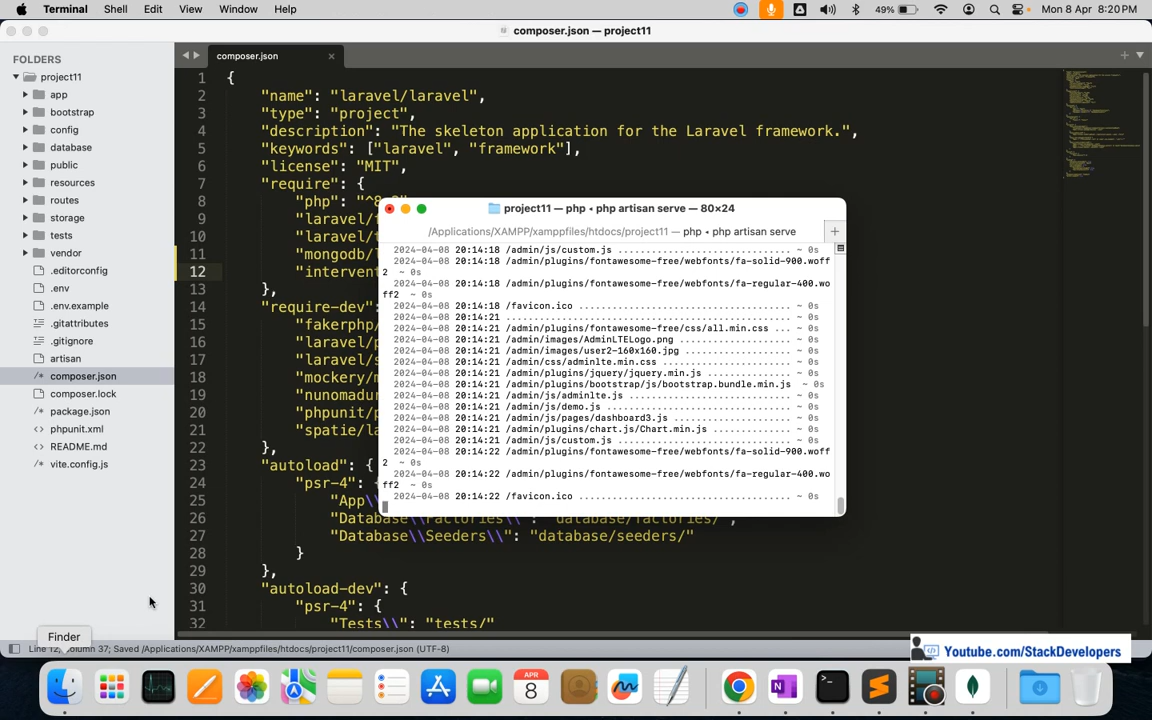 Terminal Shell Edit View Window Help 49% Mon 8 Apr 8:20 PM
composer.json — project11
FOLDERS
project11
app
bootstrap
config
database
public
resources
routes
storage
tests
vendor
.editorconfig
.env
.env.example
.gitattributes
.gitignore
artisan
composer.json
composer.lock
package.json
phpunit.xml
README.md
vite.config.js
composer.json
1 {
2 "name": "laravel/laravel",
3 "type": "project",
4 "description": "The skeleton application for the Laravel framework.",
5 "keywords": ["laravel", "framework"],
6 "license": "MIT",
7 "require": {
8 "php":
9 "laravel/
10 "laravel/
11 "mongodb/
12 "intervent
13 },
14 "require-dev"
15 "fakerphp/
16 "laravel/
17 "laravel/s
18 "mockery/m
19 "nunomadur
20 "phpunit/p
21 "spatie/la
22 },
23 "autoload": {
24 "psr-4":
25 "App\\
26 "Database\\Factories\\": "database/factories/",
27 "Database\\Seeders\\": "database/seeders/"
28 }
29 },
30 "autoload-dev": {
31 "psr-4": {
32 "Tests\\": "tests/"
project11 — php ◂ php artisan serve — 80×24
/Applications/XAMPP/xamppfiles/htdocs/project11 — php ◂ php artisan serve
2024-04-08 20:14:18 /admin/js/custom.js .................................. ~ 0s
2024-04-08 20:14:18 /admin/plugins/fontawesome-free/webfonts/fa-solid-900.woff
2 ~ 0s
2024-04-08 20:14:18 /admin/plugins/fontawesome-free/webfonts/fa-regular-400.wo
ff2 ~ 0s
2024-04-08 20:14:18 /favicon.ico ......................................... ~ 0s
2024-04-08 20:14:21 ...................................................... ~ 0s
2024-04-08 20:14:21 /admin/plugins/fontawesome-free/css/all.min.css ... ~ 0s
2024-04-08 20:14:21 /admin/images/AdminLTELogo.png ....................... ~ 0s
2024-04-08 20:14:21 /admin/images/user2-160x160.jpg ...................... ~ 0s
2024-04-08 20:14:21 /admin/css/adminlte.min.css .......................... ~ 0s
2024-04-08 20:14:21 /admin/plugins/jquery/jquery.min.js .................. ~ 0s
2024-04-08 20:14:21 /admin/plugins/bootstrap/js/bootstrap.bundle.min.js ~ 0s
2024-04-08 20:14:21 /admin/js/adminlte.js ................................ ~ 0s
2024-04-08 20:14:21 /admin/js/demo.js .................................... ~ 0s
2024-04-08 20:14:21 /admin/js/pages/dashboard3.js ........................ ~ 0s
2024-04-08 20:14:21 /admin/plugins/chart.js/Chart.min.js ................. ~ 0s
2024-04-08 20:14:21 /admin/js/custom.js .................................. ~ 0s
2024-04-08 20:14:22 /admin/plugins/fontawesome-free/webfonts/fa-solid-900.woff
2 ~ 0s
2024-04-08 20:14:22 /admin/plugins/fontawesome-free/webfonts/fa-regular-400.wo
ff2 ~ 0s
2024-04-08 20:14:22 /favicon.ico ......................................... ~ 0s
Finder
Line 12, Column 37; Saved /Applications/XAMPP/xamppfiles/htdocs/project11/composer.json (UTF-8)
Youtube.com/StackDevelopers
APR
8